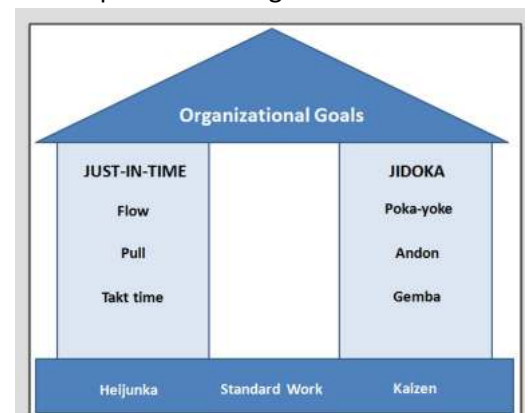 Organizational Goals
JUST-IN-TIME
Flow
Pull
Takt time
JIDOKA
Poka-yoke
Andon
Gemba
Heijunka Standard Work Kaizen